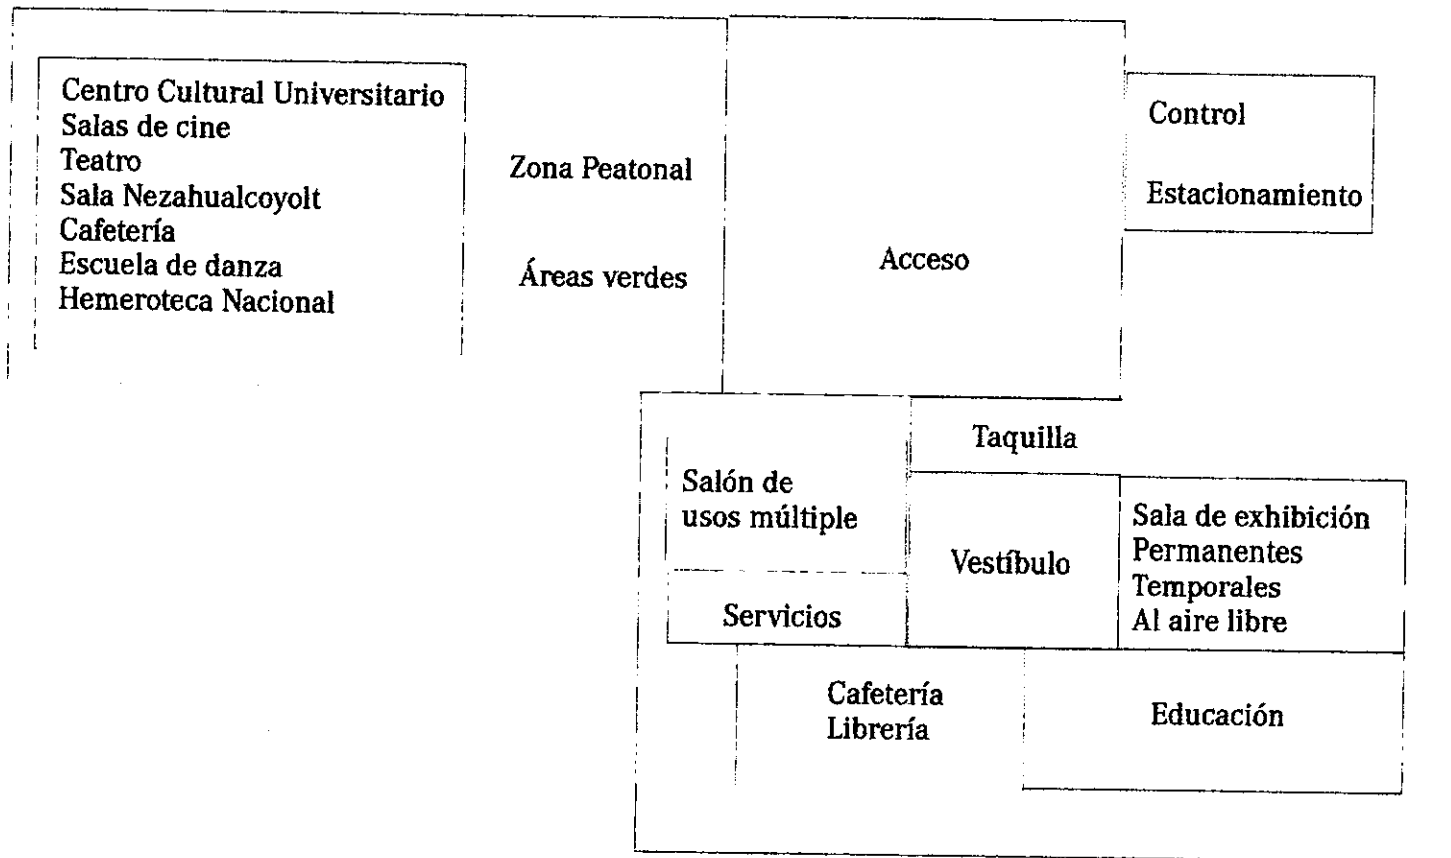 Centro Cultural Universitario
Salas de cine
Teatro
Sala Nezahualcoyolt
Cafetería
Escuela de danza
Hemeroteca Nacional
Zona Peatonal
Áreas verdes
Acceso
Control
Estacionamiento
Taquilla
Salón de
usos múltiple
Servicios
Vestíbulo
Sala de exhibición
Permanentes
Temporales
Al aire libre
Cafetería
Librería
Educación